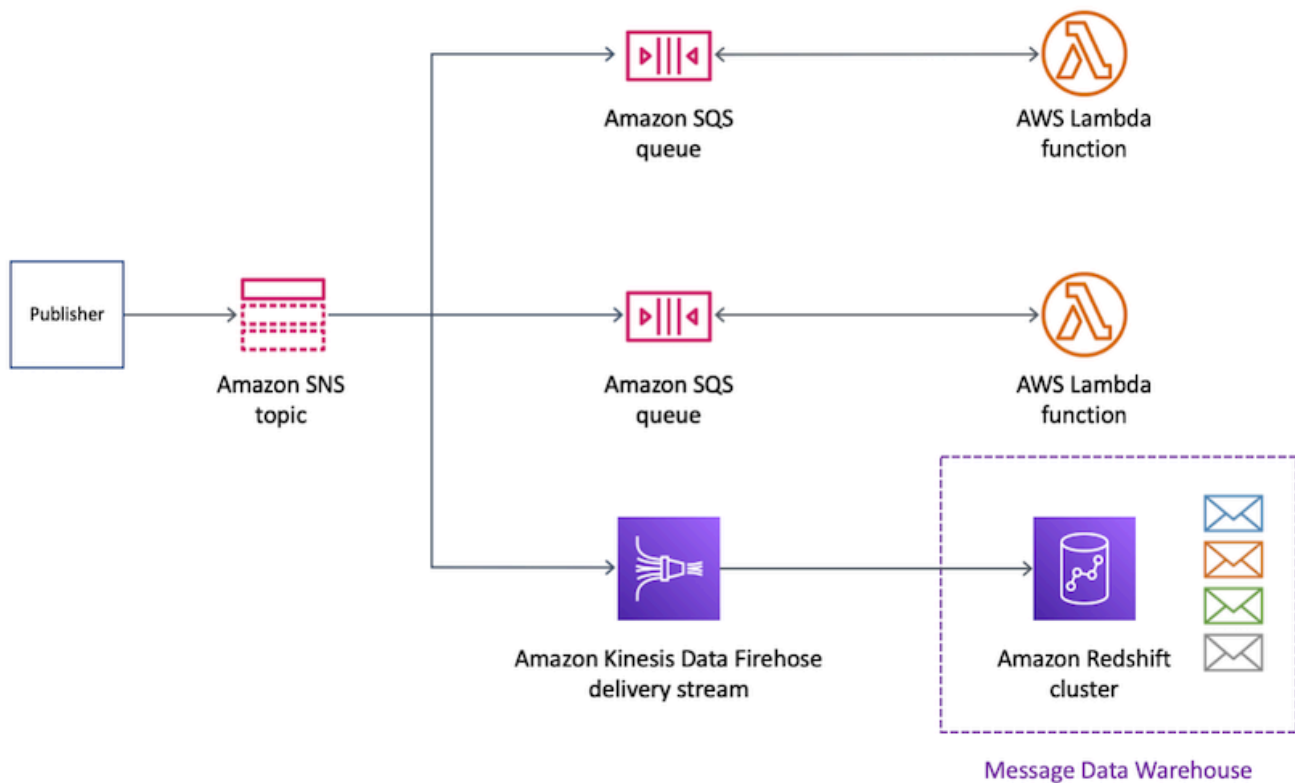 Amazon SQS
queue
AWS Lambda
function
Publisher
Amazon SNS
topic
Amazon SQS
queue
AWS Lambda
function
Amazon Kinesis Data Firehose
delivery stream
Amazon Redshift
cluster
Message Data Warehouse